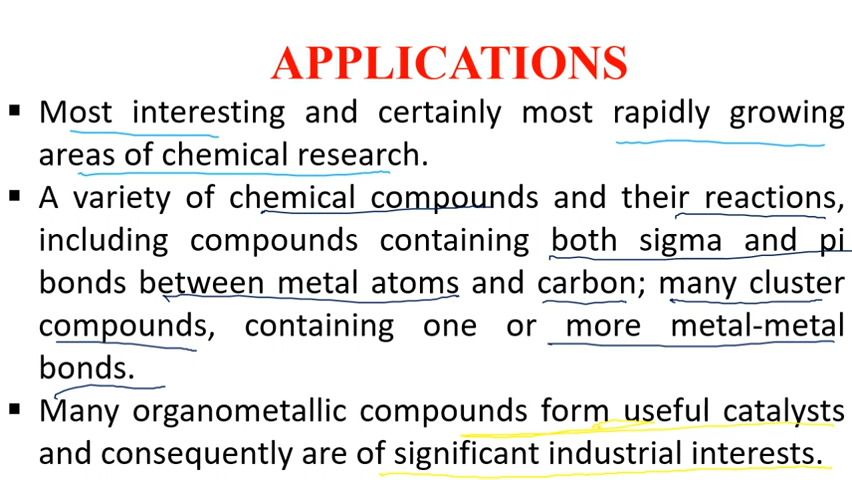 APPLICATIONS
▪ Most interesting and certainly most rapidly growing
areas of chemical research.
▪ A variety of chemical compounds and their reactions,
including compounds containing both sigma and pi
bonds between metal atoms and carbon; many cluster
compounds, containing one or more metal-metal
bonds.
▪ Many organometallic compounds form useful catalysts
and consequently are of significant industrial interests.